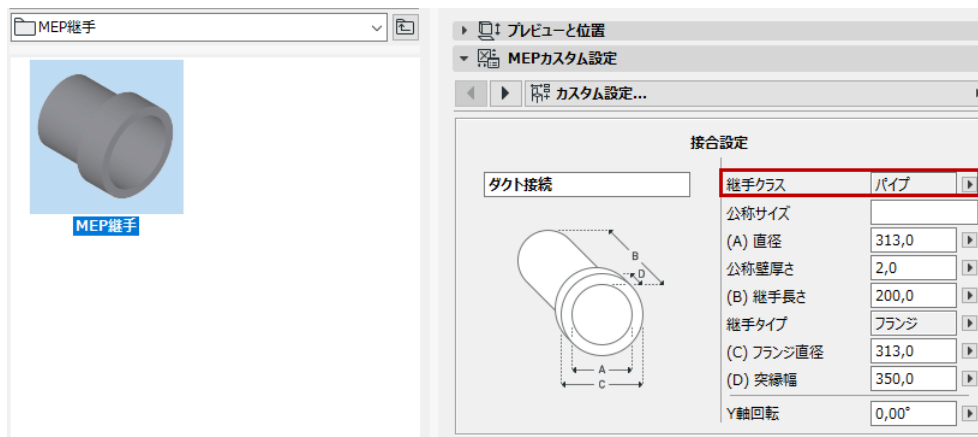 MEP継手
MEP継手
プレビューと位置
MEPカスタム設定
カスタム設定...
接合設定
ダクト接続
継手クラス パイプ
公称サイズ
(A) 直径 313,0
公称壁厚さ 2,0
(B) 継手長さ 200,0
継手タイプ フランジ
(C) フランジ直径 313,0
(D) 突縁幅 350,0
Y軸回転 0,00°
B
D
A
C